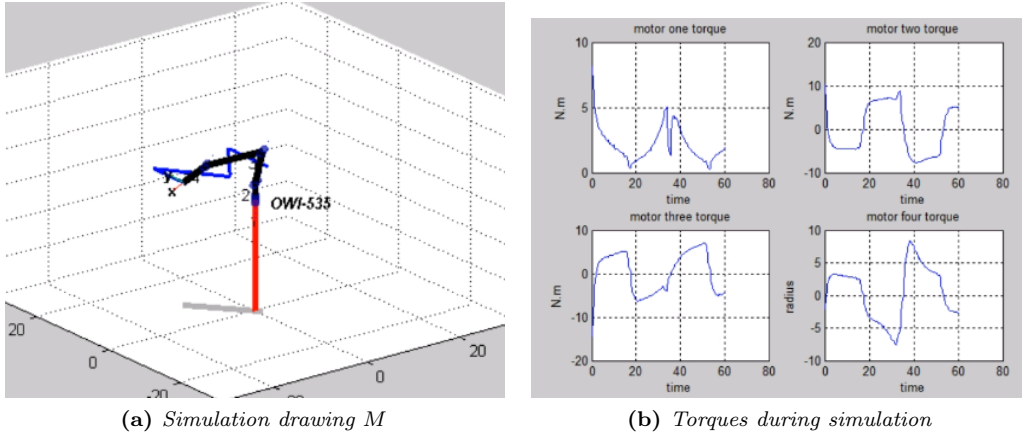 y
x
2
OWI-535
20
0
-20
20
0
motor one torque
10
5
0
N.m
0 20 40 60 80
time
motor two torque
20
10
0
-10
-20
N.m
0 20 40 60 80
time
motor three torque
10
0
-10
-20
N.m
0 20 40 60 80
time
motor four torque
10
5
0
-5
-10
radius
0 20 40 60 80
time
(a) Simulation drawing M
(b) Torques during simulation